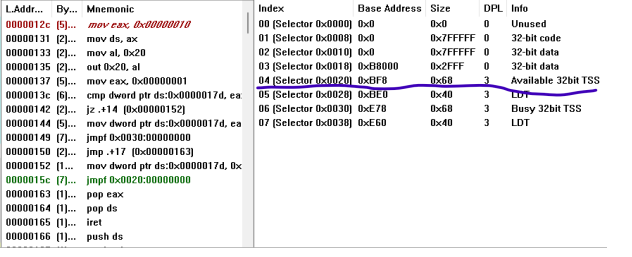 L.Addr... By... Mnemonic
0000012c (5)... mov eax, 0x00000010
00000131 (2)... mov ds, ax
00000133 (2)... mov al, 0x20
00000135 (2)... out 0x20, al
00000137 (5)... mov eax, 0x00000001
0000013c (6)... cmp dword ptr ds:0x0000017d, ea:
00000142 (2)... jz .+14 (0x00000152)
00000144 (5)... mov dword ptr ds:0x0000017d, ea
00000149 (7)... jmpf 0x0030:00000000
00000150 (2)... jmp .+17 (0x00000163)
00000152 (1... mov dword ptr ds:0x0000017d, 0x
0000015c (7)... jmpf 0x0020:00000000
00000163 (1)... pop eax
00000164 (1)... pop ds
00000165 (1)... iret
00000166 (1)... push ds
Index Base Address Size DPL Info
00 (Selector 0x0000) 0x0 0x0 0 Unused
01 (Selector 0x0008) 0x0 0x7FFFFF 0 32-bit code
02 (Selector 0x0010) 0x0 0x7FFFFF 0 32-bit data
03 (Selector 0x0018) 0xB8000 0x2FFF 0 32-bit data
04 (Selector 0x0020) 0xBF8 0x68 3 Available 32bit TSS
05 (Selector 0x0028) 0xBE0 0x40 3 LDT
06 (Selector 0x0030) 0xE78 0x68 3 Busy 32bit TSS
07 (Selector 0x0038) 0xE60 0x40 3 LDT